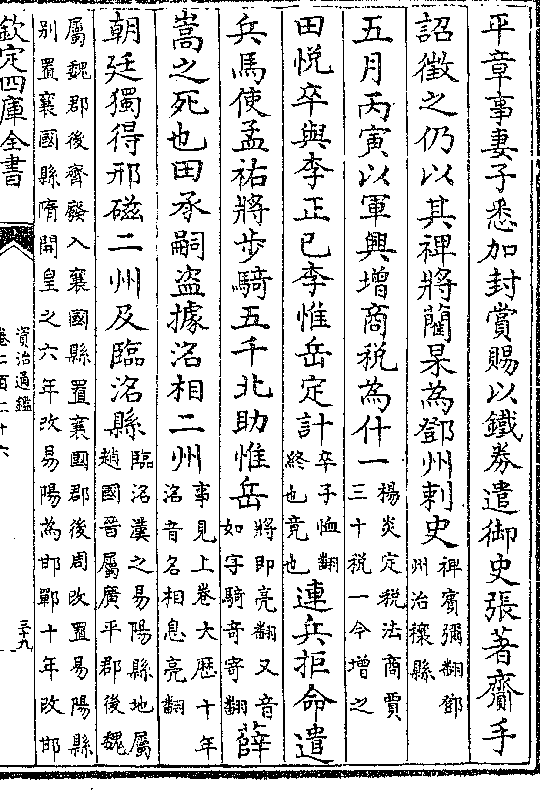 平章事妻子悉加封賞賜以鐵券遣御史張著齎手
詔徵之仍以其裨將藺杲為鄧州刺史裨賓彌翻鄧州治穰縣
五月丙寅以軍興增商税為什一楊炎定税法商賈三十税一今增之
田悦卒與李正已李惟岳定計卒子恤翻終也竟也連兵拒命遣
兵馬使孟祐將步騎五千北助惟岳將即亮翻又音如字騎奇寄翻薛
嵩之死也田承嗣盜據洺相二州事見上卷大歷十年洺音名相息亮翻
朝廷獨得邢磁二州及臨洺縣臨洺漢之易陽縣地屬趙國晉屬廣平郡後魏
屬魏郡後齊廢入襄國縣置襄國郡後周改置易陽縣
别置襄國縣隋開皇之六年改易陽為邯鄲十年改邯
欽定四庫全書
資治通鑑
卷二百二十六
三十九